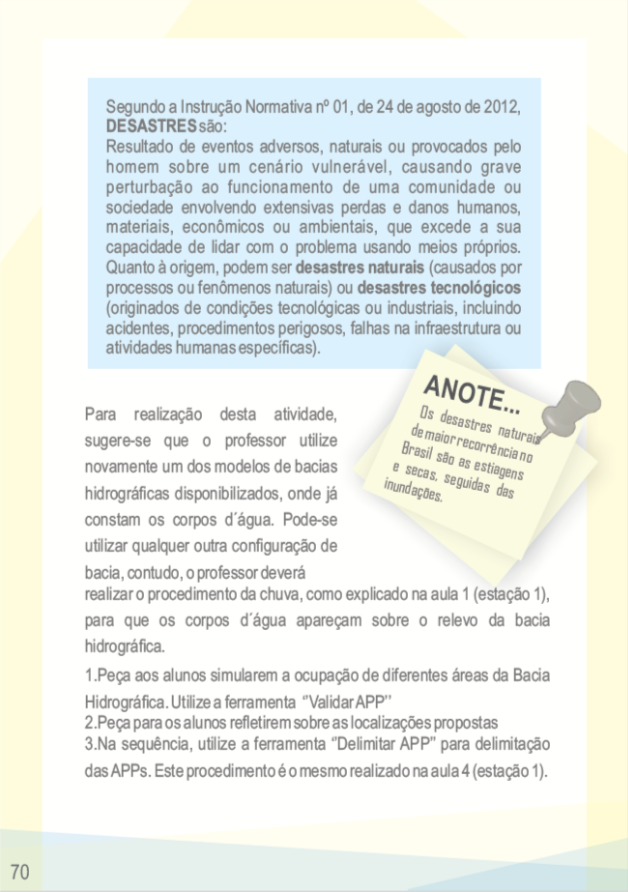 Segundo a Instrução Normativa nº 01, de 24 de agosto de 2012,
DESASTRES são:
Resultado de eventos adversos, naturais ou provocados pelo
homem sobre um cenário vulnerável, causando grave
perturbação ao funcionamento de uma comunidade ou
sociedade envolvendo extensivas perdas e danos humanos,
materiais, econômicos ou ambientais, que excede a sua
capacidade de lidar com o problema usando meios próprios.
Quanto à origem, podem ser desastres naturais (causados por
processos ou fenômenos naturais) ou desastres tecnológicos
(originados de condições tecnológicas ou industriais, incluindo
acidentes, procedimentos perigosos, falhas na infraestrutura ou
atividades humanas específicas).
ANOTE...
Os desastres naturais
de maior recorrência no
Brasil são as estiagens
e secas, seguidas das
inundações.
Para realização desta atividade,
sugere-se que o professor utilize
novamente um dos modelos de bacias
hidrográficas disponibilizados, onde já
constam os corpos d´água. Pode-se
utilizar qualquer outra configuração de
bacia, contudo, o professor deverá
realizar o procedimento da chuva, como explicado na aula 1 (estação 1),
para que os corpos d´água apareçam sobre o relevo da bacia
hidrográfica.
1.Peça aos alunos simularem a ocupação de diferentes áreas da Bacia
Hidrográfica. Utilize a ferramenta “Validar APP”
2.Peça para os alunos refletirem sobre as localizações propostas
3.Na sequência, utilize a ferramenta “Delimitar APP” para delimitação
das APPs. Este procedimento é o mesmo realizado na aula 4 (estação 1).
70